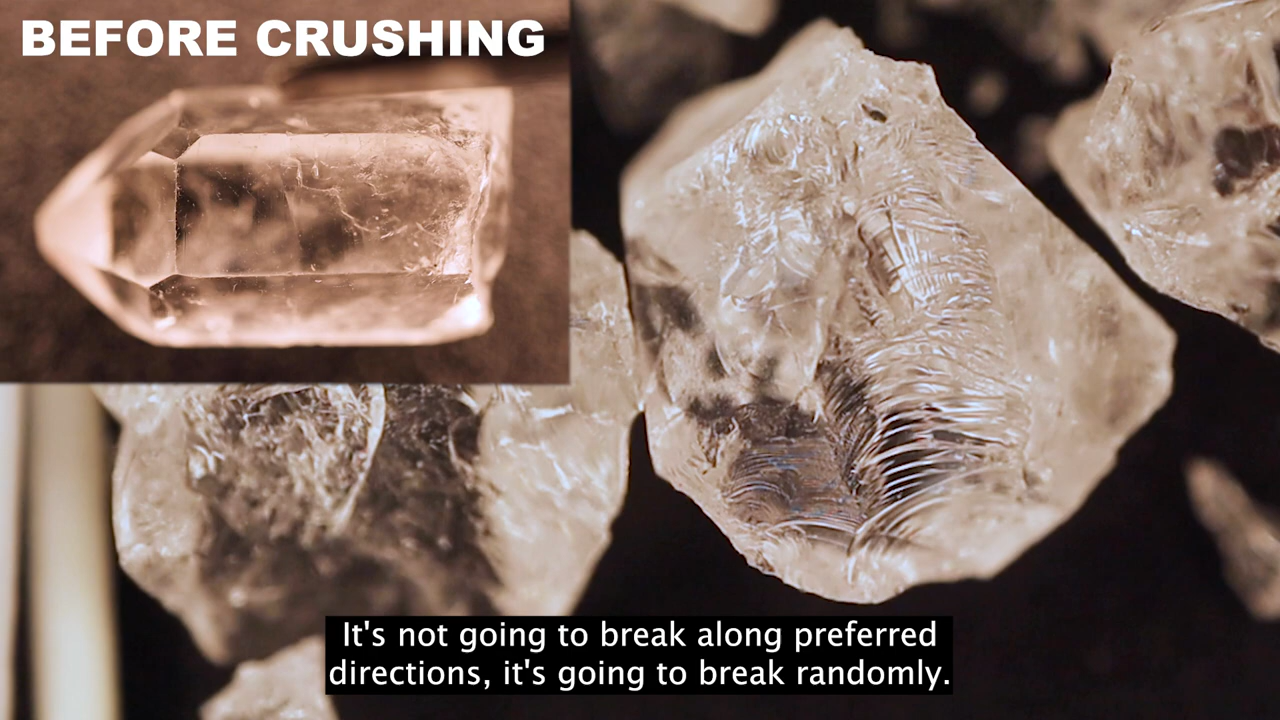 BEFORE CRUSHING
It's not going to break along preferred
directions, it's going to break randomly.